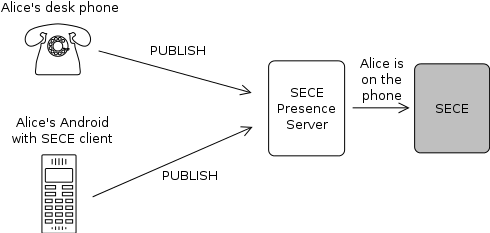 Alice's desk phone
PUBLISH
Alice's Android
with SECE client
PUBLISH
SECE
Presence
Server
Alice is
on the
phone
SECE